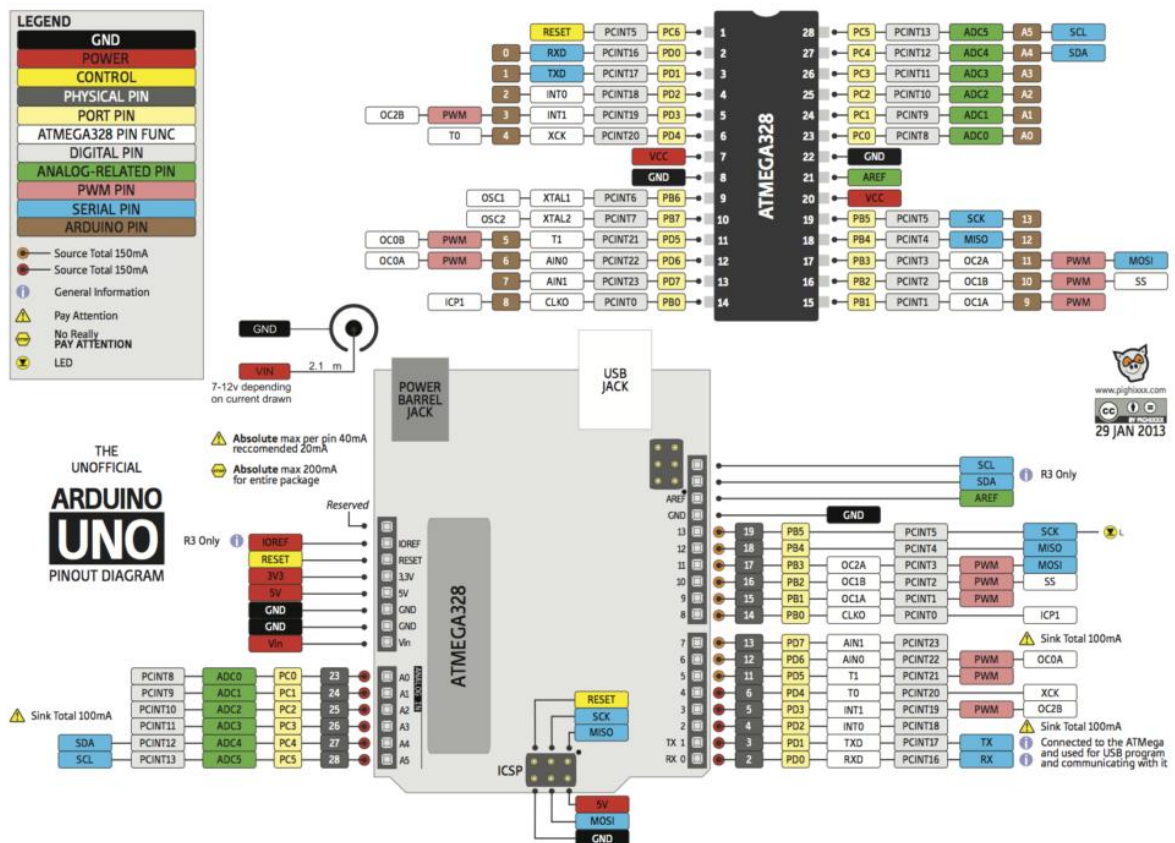 LEGEND
GND
POWER
CONTROL
PHYSICAL PIN
PORT PIN
ATMEGA328 PIN FUNC
DIGITAL PIN
ANALOG-RELATED PIN
PWM PIN
SERIAL PIN
ARDUINO PIN
Source Total 150mA
Source Total 150mA
General Information
Pay Attention
No Really
PAY ATTENTION
LED
RESET PCINT5 PC6 1
0 RXD PCINT16 PD0 2
1 TXD PCINT17 PD1 3
2 INT0 PCINT18 PD2 4
OC2B PWM 3 INT1 PCINT19 PD3 5
T0 4 XCK PCINT20 PD4 6
VCC 7
GND 8
OSC1 XTAL1 PCINT6 PB6 9
OSC2 XTAL2 PCINT7 PB7 10
OC0B PWM 5 T1 PCINT21 PD5 11
OC0A PWM 6 AIN0 PCINT22 PD6 12
7 AIN1 PCINT23 PD7 13
ICP1 8 CLKO PCINT0 PB0 14
ATMEGA328
28 PC5 PCINT13 ADC5 A5 SCL
27 PC4 PCINT12 ADC4 A4 SDA
26 PC3 PCINT11 ADC3 A3
25 PC2 PCINT10 ADC2 A2
24 PC1 PCINT9 ADC1 A1
23 PC0 PCINT8 ADC0 A0
22 GND
21 AREF
20 VCC
19 PB5 PCINT5 SCK 13
18 PB4 PCINT4 MISO 12
17 PB3 PCINT3 OC2A 11 PWM MOSI
16 PB2 PCINT2 OC1B 10 PWM SS
15 PB1 PCINT1 OC1A 9 PWM
GND
VIN 2.1 m
7-12v depending
on current drawn
POWER
BARREL
JACK
USB
JACK
www.pighixxx.com
cc
BY PIGHIXXX
29 JAN 2013
Absolute max per pin 40mA
reccomended 20mA
Absolute max 200mA
for entire package
THE
UNOFFICIAL
ARDUINO
UNO
PINOUT DIAGRAM
Reserved
R3 Only IOREF IOREF
RESET RESET
3V3 3.3V
5V 5V
GND GND
GND GND
Vin Vin
ATMEGA328
PCINT8 ADC0 PC0 23 A0
PCINT9 ADC1 PC1 24 A1
PCINT10 ADC2 PC2 25 A2
PCINT11 ADC3 PC3 26 A3
SDA PCINT12 ADC4 PC4 27 A4
SCL PCINT13 ADC5 PC5 28 A5
Sink Total 100mA
SCL
SDA
R3 Only
AREF AREF
GND GND
13 19 PB5 PCINT5 SCK L
12 18 PB4 PCINT4 MISO
11 17 PB3 OC2A PCINT3 PWM MOSI
10 16 PB2 OC1B PCINT2 PWM SS
9 15 PB1 OC1A PCINT1 PWM
8 14 PB0 CLKO PCINT0 ICP1
7 13 PD7 AIN1 PCINT23
Sink Total 100mA
6 12 PD6 AIN0 PCINT22 PWM OC0A
5 11 PD5 T1 PCINT21 PWM
4 6 PD4 T0 PCINT20 XCK
3 5 PD3 INT1 PCINT19 PWM OC2B
2 4 PD2 INT0 PCINT18
Sink Total 100mA
TX 1 3 PD1 TXD PCINT17 TX
RX 0 2 PD0 RXD PCINT16 RX
Connected to the ATMega
and used for USB program
and communicating with it
RESET
SCK
MISO
ICSP
5V
MOSI
GND